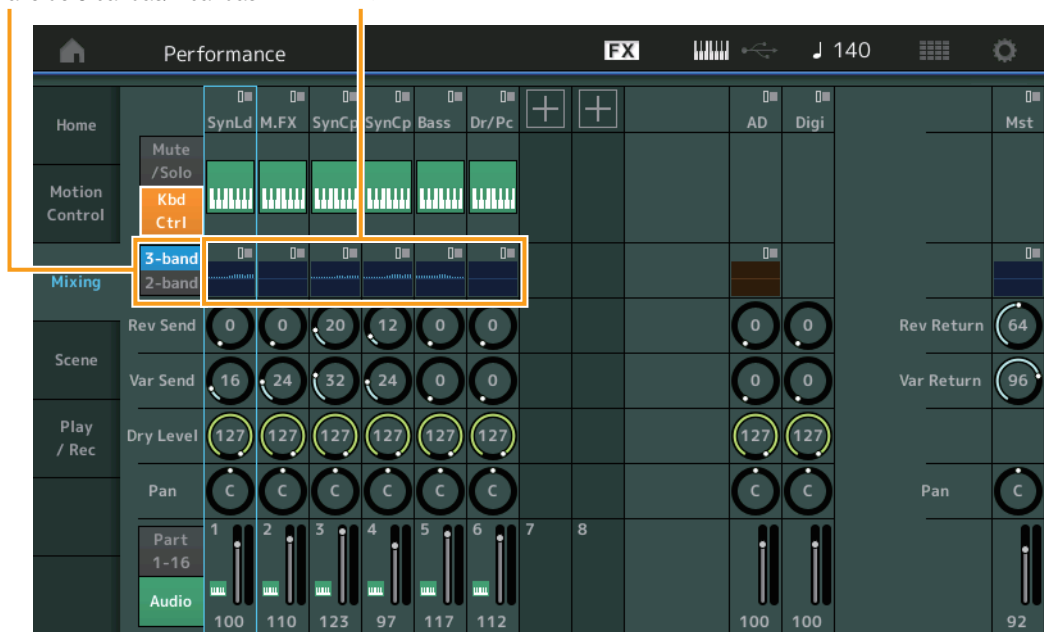 Performance FX 140
Home SynLd M.FX SynCp SynCp Bass Dr/Pc AD Digi Mst
Mute
/Solo
Motion
Control
Kbd
Ctrl
Mixing
3-band
2-band
Rev Send 0 0 20 12 0 0 0 0 Rev Return 64
Scene
Var Send 16 24 32 24 0 0 0 0 Var Return 96
Play
/ Rec
Dry Level 127 127 127 127 127 127 127 127
Pan C C C C C C C C Pan C
Part
1-16
1 2 3 4 5 6 7 8
Audio
100 110 123 97 117 112 100 100 92